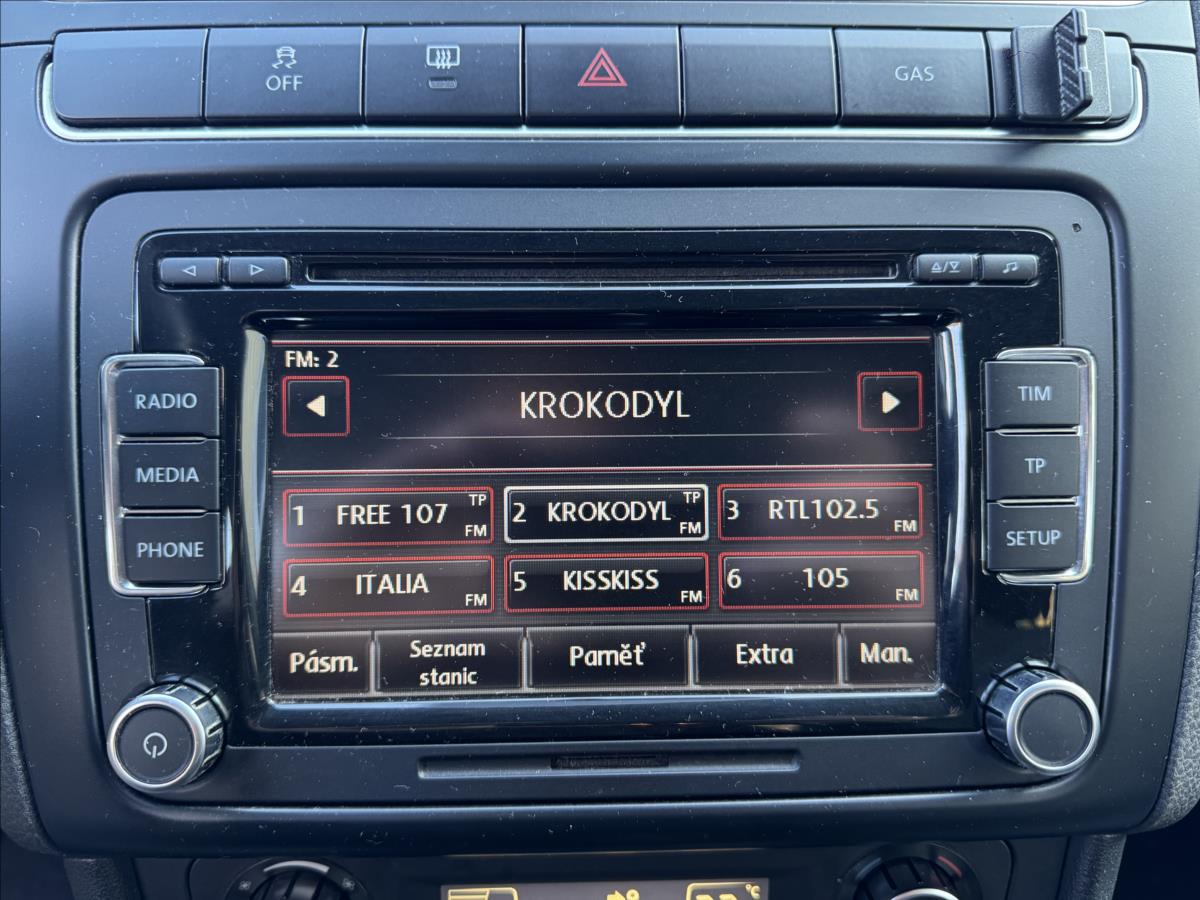 OFF
GAS
FM: 2
KROKODYL
RADIO
MEDIA
PHONE
TIM
TP
SETUP
1 FREE 107 TP FM
2 KROKODYL TP FM
3 RTL102.5 FM
4 ITALIA FM
5 KISSKISS FM
6 105 FM
Pásm.
Seznam
stanic
Paměť
Extra
Man.
°C